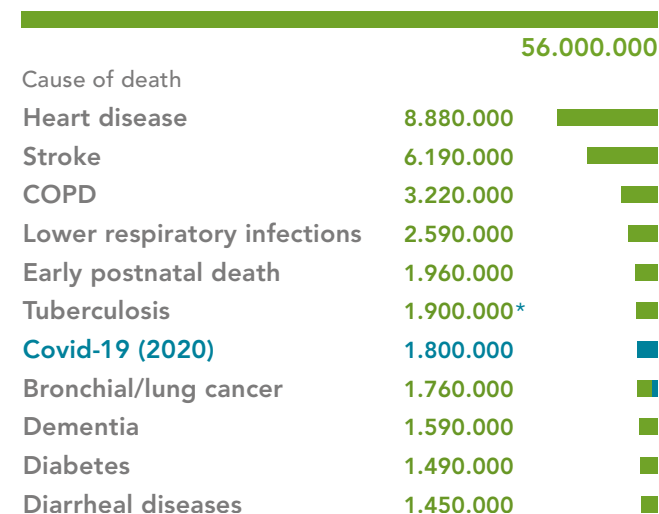 56.000.000
Cause of death
Heart disease 8.880.000
Stroke 6.190.000
COPD 3.220.000
Lower respiratory infections 2.590.000
Early postnatal death 1.960.000
Tuberculosis 1.900.000*
Covid-19 (2020) 1.800.000
Bronchial/lung cancer 1.760.000
Dementia 1.590.000
Diabetes 1.490.000
Diarrheal diseases 1.450.000